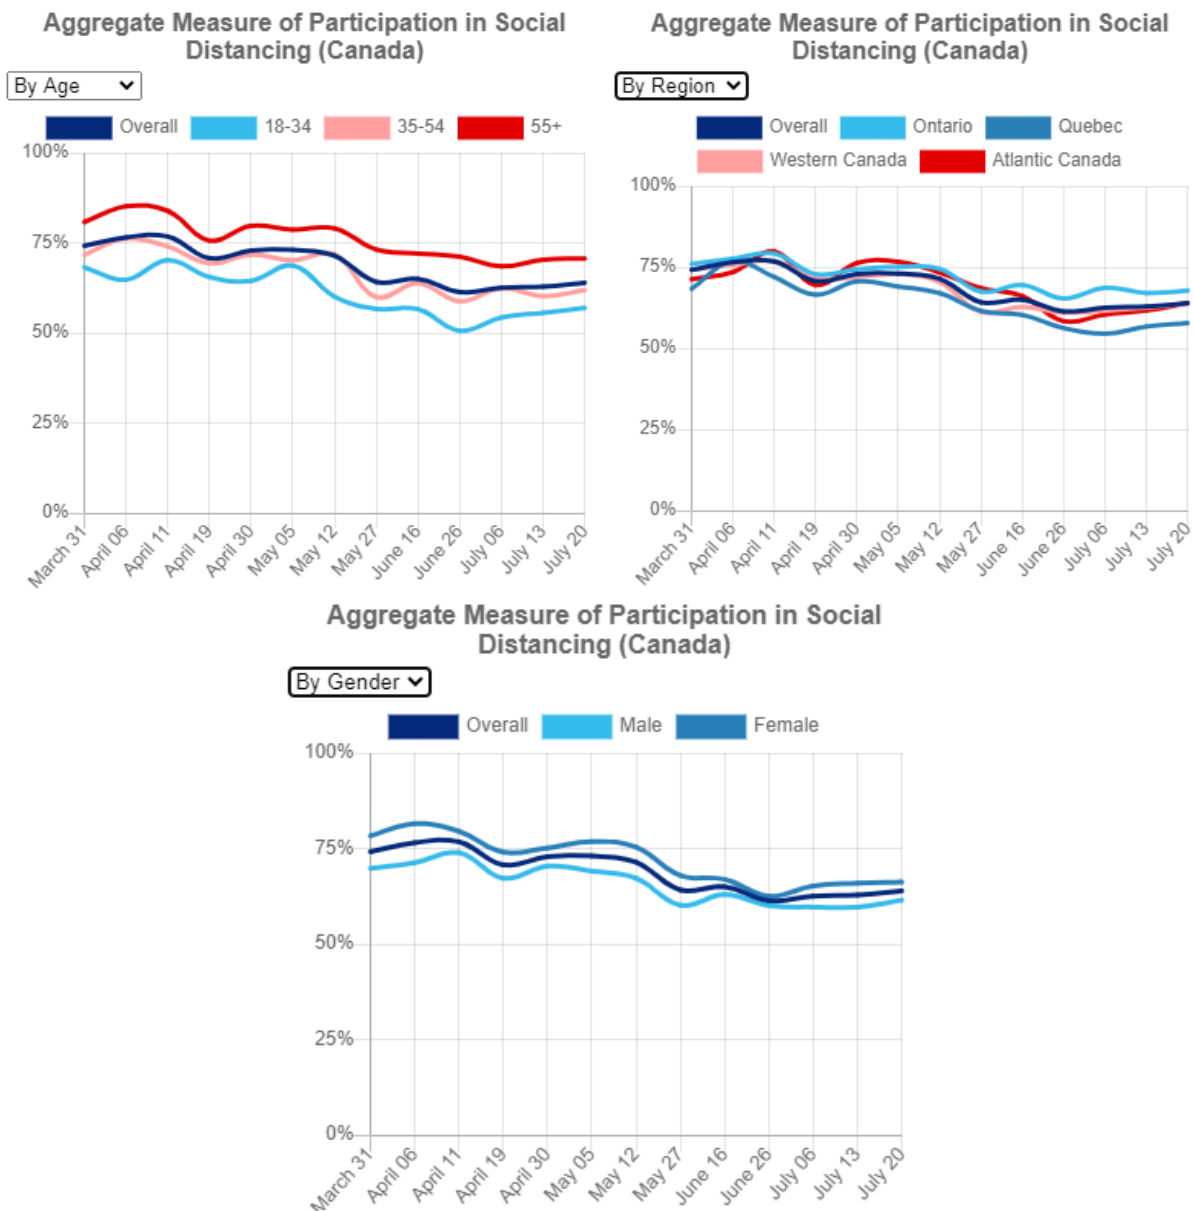 Aggregate Measure of Participation in Social
Distancing (Canada)
By Age
Overall 18-34 35-54 55+
100%
75%
50%
25%
0%
March 31 April 06 April 11 April 19 April 30 May 05 May 12 May 27 June 16 June 26 July 06 July 13 July 20
Aggregate Measure of Participation in Social
Distancing (Canada)
By Region
Overall Ontario Quebec
Western Canada Atlantic Canada
100%
75%
50%
25%
0%
March 31 April 06 April 11 April 19 April 30 May 05 May 12 May 27 June 16 June 26 July 06 July 13 July 20
Aggregate Measure of Participation in Social
Distancing (Canada)
By Gender
Overall Male Female
100%
75%
50%
25%
0%
March 31 April 06 April 11 April 19 April 30 May 05 May 12 May 27 June 16 June 26 July 06 July 13 July 20